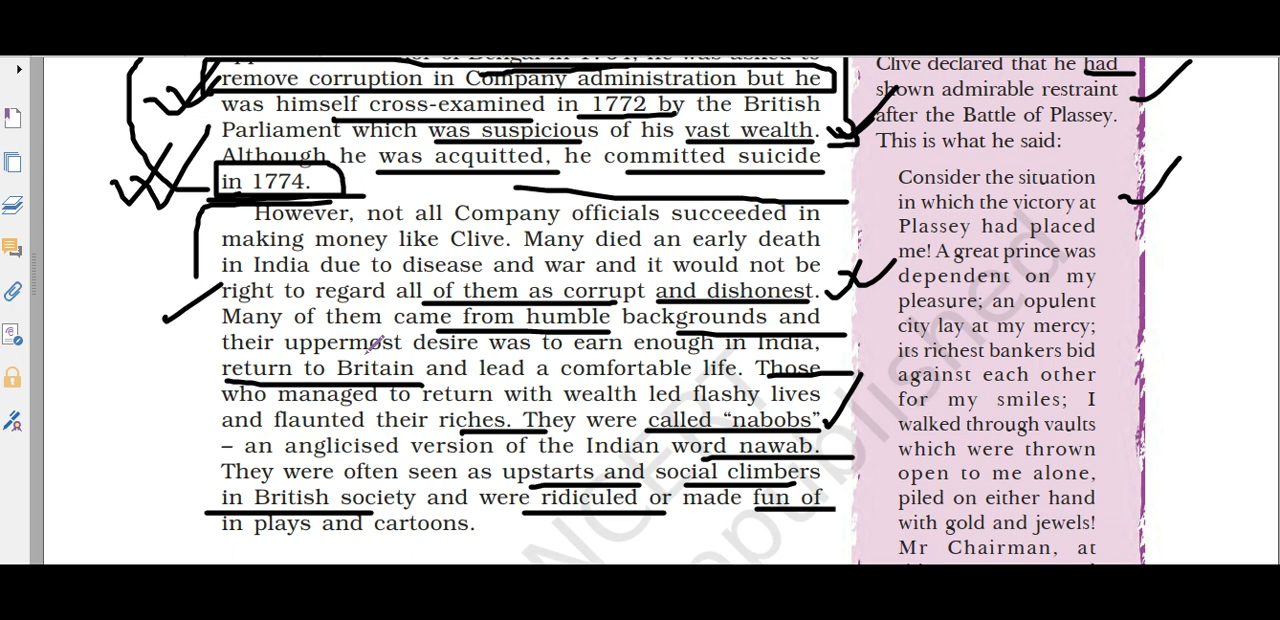 remove corruption in Company administration but he
was himself cross-examined in 1772 by the British
Parliament which was suspicious of his vast wealth.
Although he was acquitted, he committed suicide
in 1774.
However, not all Company officials succeeded in
making money like Clive. Many died an early death
in India due to disease and war and it would not be
right to regard all of them as corrupt and dishonest.
Many of them came from humble backgrounds and
their uppermost desire was to earn enough in India,
return to Britain and lead a comfortable life. Those
who managed to return with wealth led flashy lives
and flaunted their riches. They were called “nabobs”
– an anglicised version of the Indian word nawab.
They were often seen as upstarts and social climbers
in British society and were ridiculed or made fun of
in plays and cartoons.
Clive declared that he had
shown admirable restraint
after the Battle of Plassey.
This is what he said:
Consider the situation
in which the victory at
Plassey had placed
me! A great prince was
dependent on my
pleasure; an opulent
city lay at my mercy;
its richest bankers bid
against each other
for my smiles; I
walked through vaults
which were thrown
open to me alone,
piled on either hand
with gold and jewels!
Mr Chairman, at
NCERT
republished